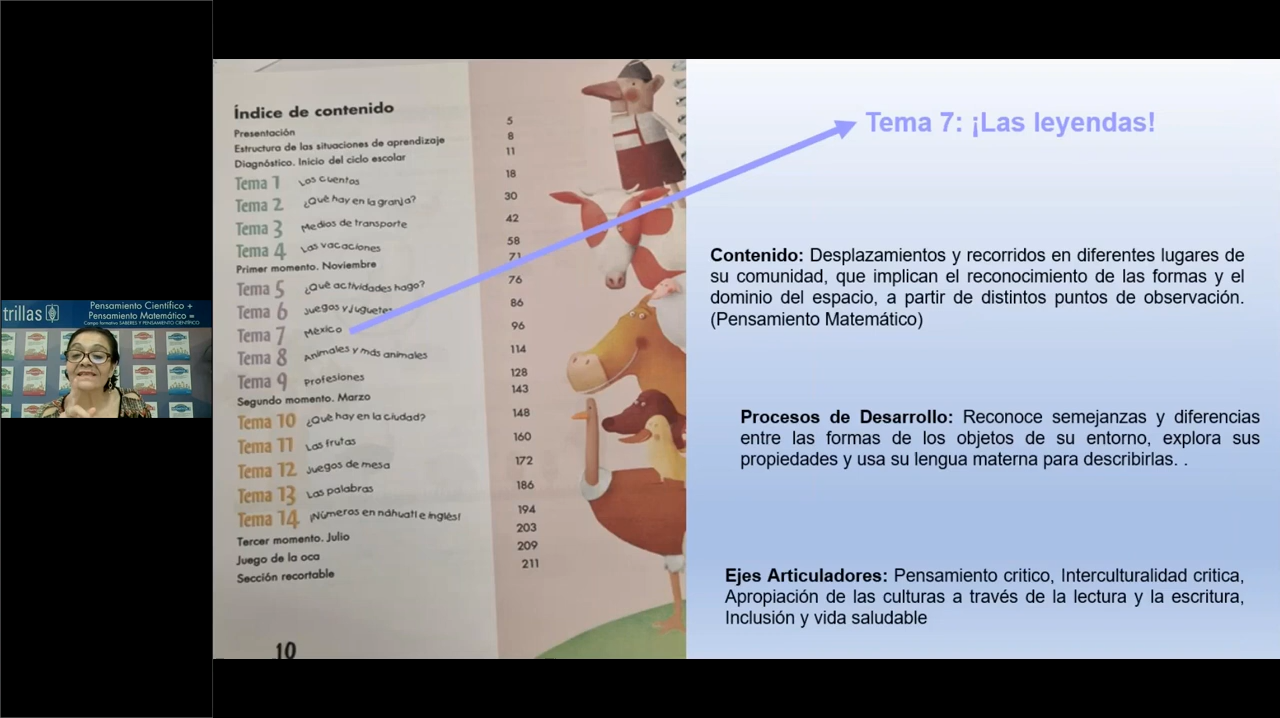 trillas
Pensamiento Científico +
Pensamiento Matemático =
Campo formativo SABERES Y PENSAMIENTO CIENTÍFICO
Índice de contenido
Presentación 5
Estructura de las situaciones de aprendizaje 8
Diagnóstico. Inicio del ciclo escolar 11
Tema 1 Los cuentos 18
Tema 2 ¿Qué hay en la granja? 30
Tema 3 Medios de transporte 42
Tema 4 Las vacaciones 58
Primer momento. Noviembre 71
Tema 5 ¿Qué actividades hago? 76
Tema 6 Juegos y juguetes 86
Tema 7 México 96
Tema 8 Animales y más animales 114
Tema 9 Profesiones 128
Segundo momento. Marzo 143
Tema 10 ¿Qué hay en la ciudad? 148
Tema 11 Las frutas 160
Tema 12 Juegos de mesa 172
Tema 13 Las palabras 186
Tema 14 ¡Números en náhuatl e inglés! 194
Tercer momento. Julio 203
Juego de la oca 209
Sección recortable 211
10
Tema 7: ¡Las leyendas!
Contenido: Desplazamientos y recorridos en diferentes lugares de
su comunidad, que implican el reconocimiento de las formas y el
dominio del espacio, a partir de distintos puntos de observación.
(Pensamiento Matemático)
Procesos de Desarrollo: Reconoce semejanzas y diferencias
entre las formas de los objetos de su entorno, explora sus
propiedades y usa su lengua materna para describirlas. .
Ejes Articuladores: Pensamiento critico, Interculturalidad critica,
Apropiación de las culturas a través de la lectura y la escritura,
Inclusión y vida saludable